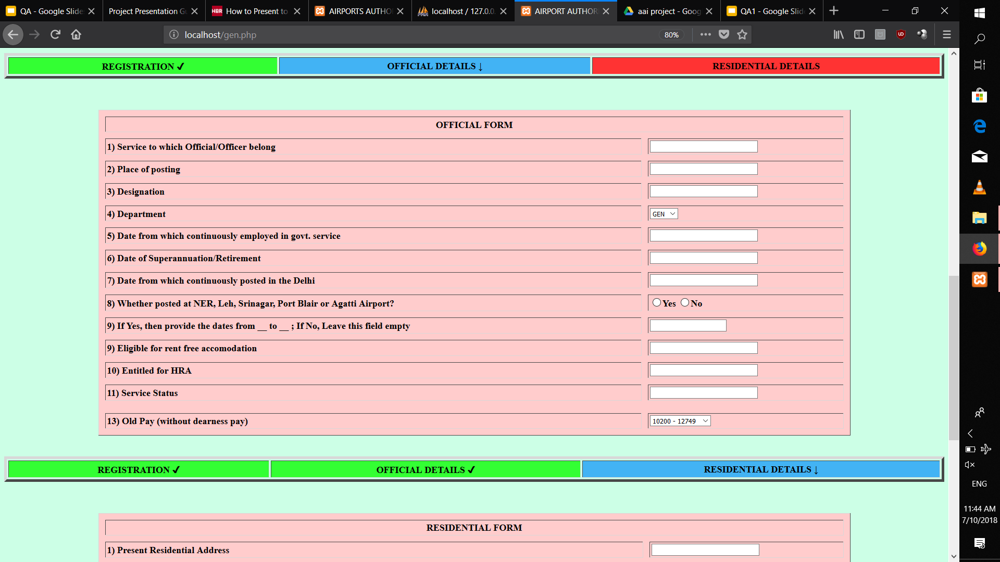 QA - Google Slide
Project Presentation Gu
HBR How to Present to
AIRPORTS AUTHO
localhost / 127.0.0.
AIRPORT AUTHOR
aai project - Goog
QA1 - Google Slid
localhost/gen.php
80%
REGISTRATION ✔
OFFICIAL DETAILS ↓
RESIDENTIAL DETAILS
OFFICIAL FORM
1) Service to which Official/Officer belong
2) Place of posting
3) Designation
4) Department
GEN
5) Date from which continuously employed in govt. service
6) Date of Superannuation/Retirement
7) Date from which continuously posted in the Delhi
8) Whether posted at NER, Leh, Srinagar, Port Blair or Agatti Airport?
Yes No
9) If Yes, then provide the dates from __ to __ ; If No, Leave this field empty
9) Eligible for rent free accomodation
10) Entitled for HRA
11) Service Status
13) Old Pay (without dearness pay)
10200 - 12749
REGISTRATION ✔
OFFICIAL DETAILS ✔
RESIDENTIAL DETAILS ↓
RESIDENTIAL FORM
1) Present Residential Address
ENG
11:44 AM
7/10/2018